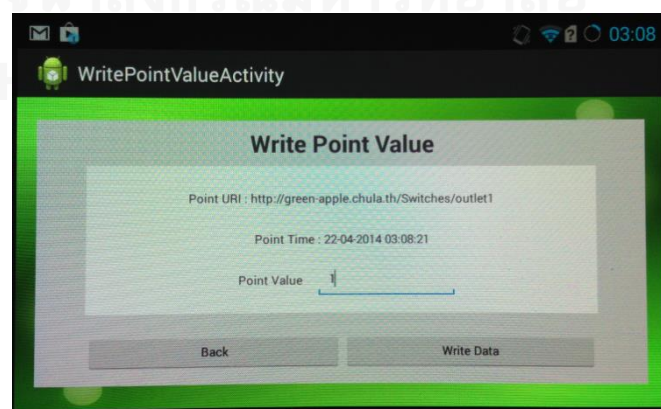 03:08
WritePointValueActivity
Write Point Value
Point URI : http://green-apple.chula.th/Switches/outlet1
Point Time : 22-04-2014 03:08:21
Point Value 1
Back Write Data